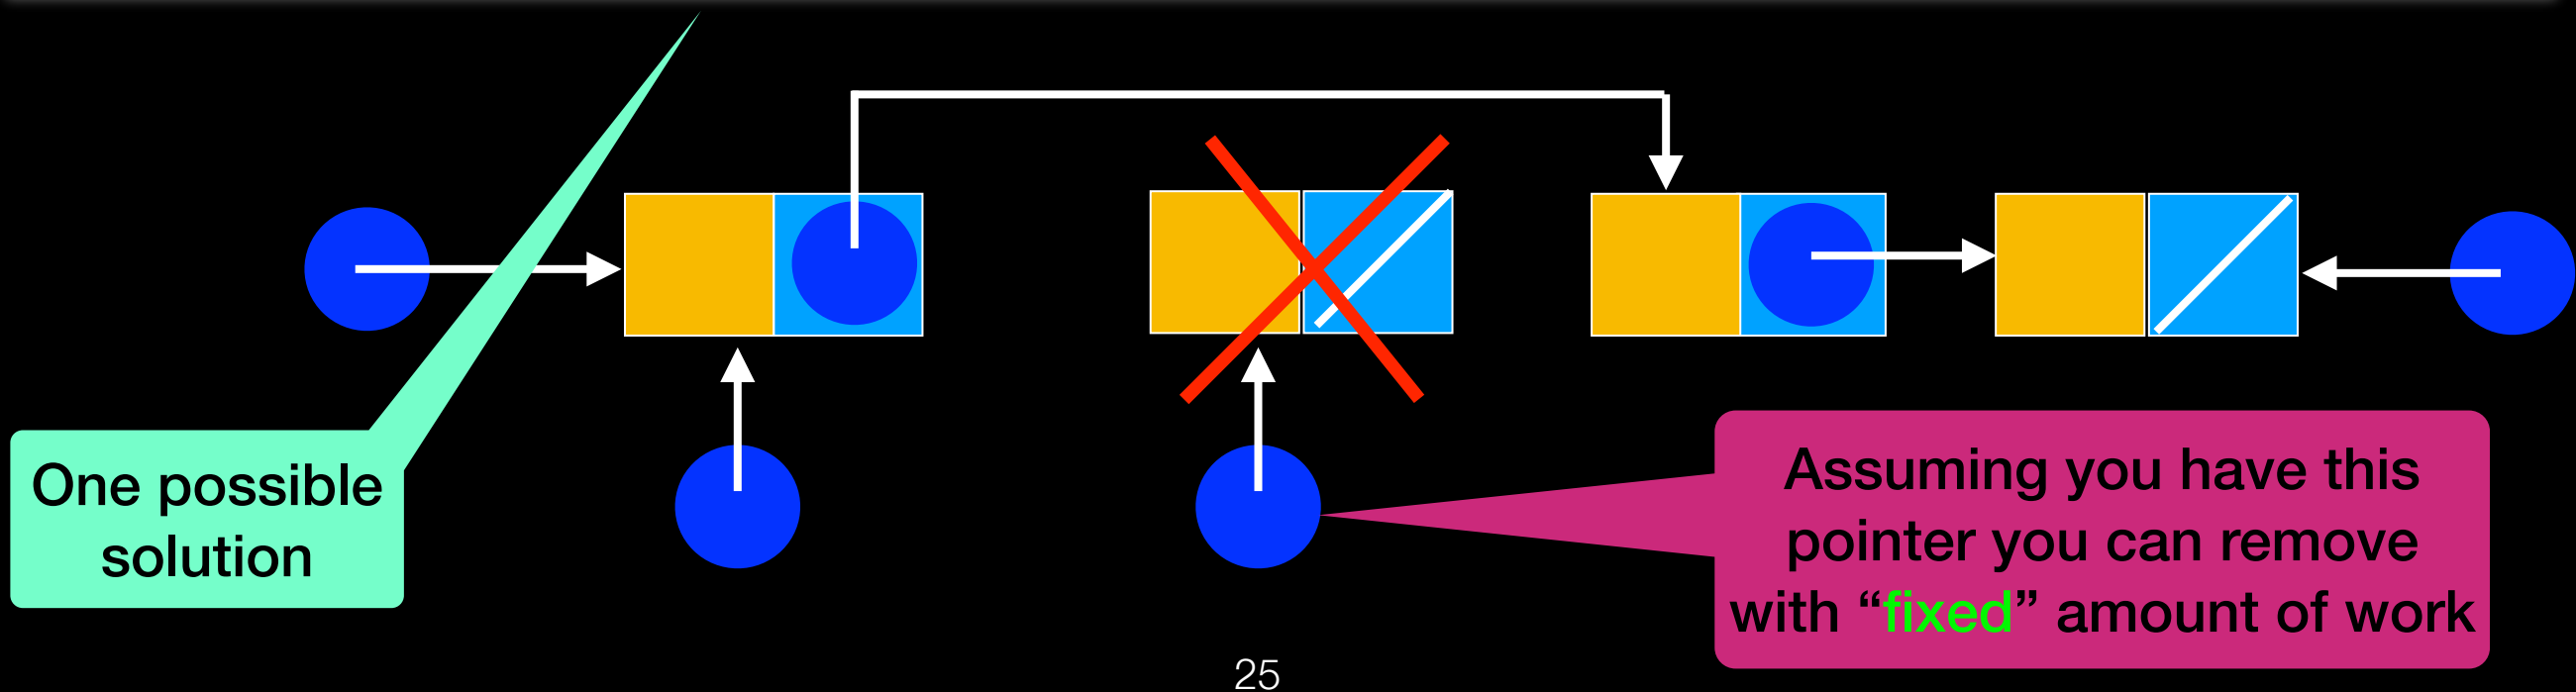 One possible
solution
Assuming you have this
pointer you can remove
with “fixed” amount of work
25